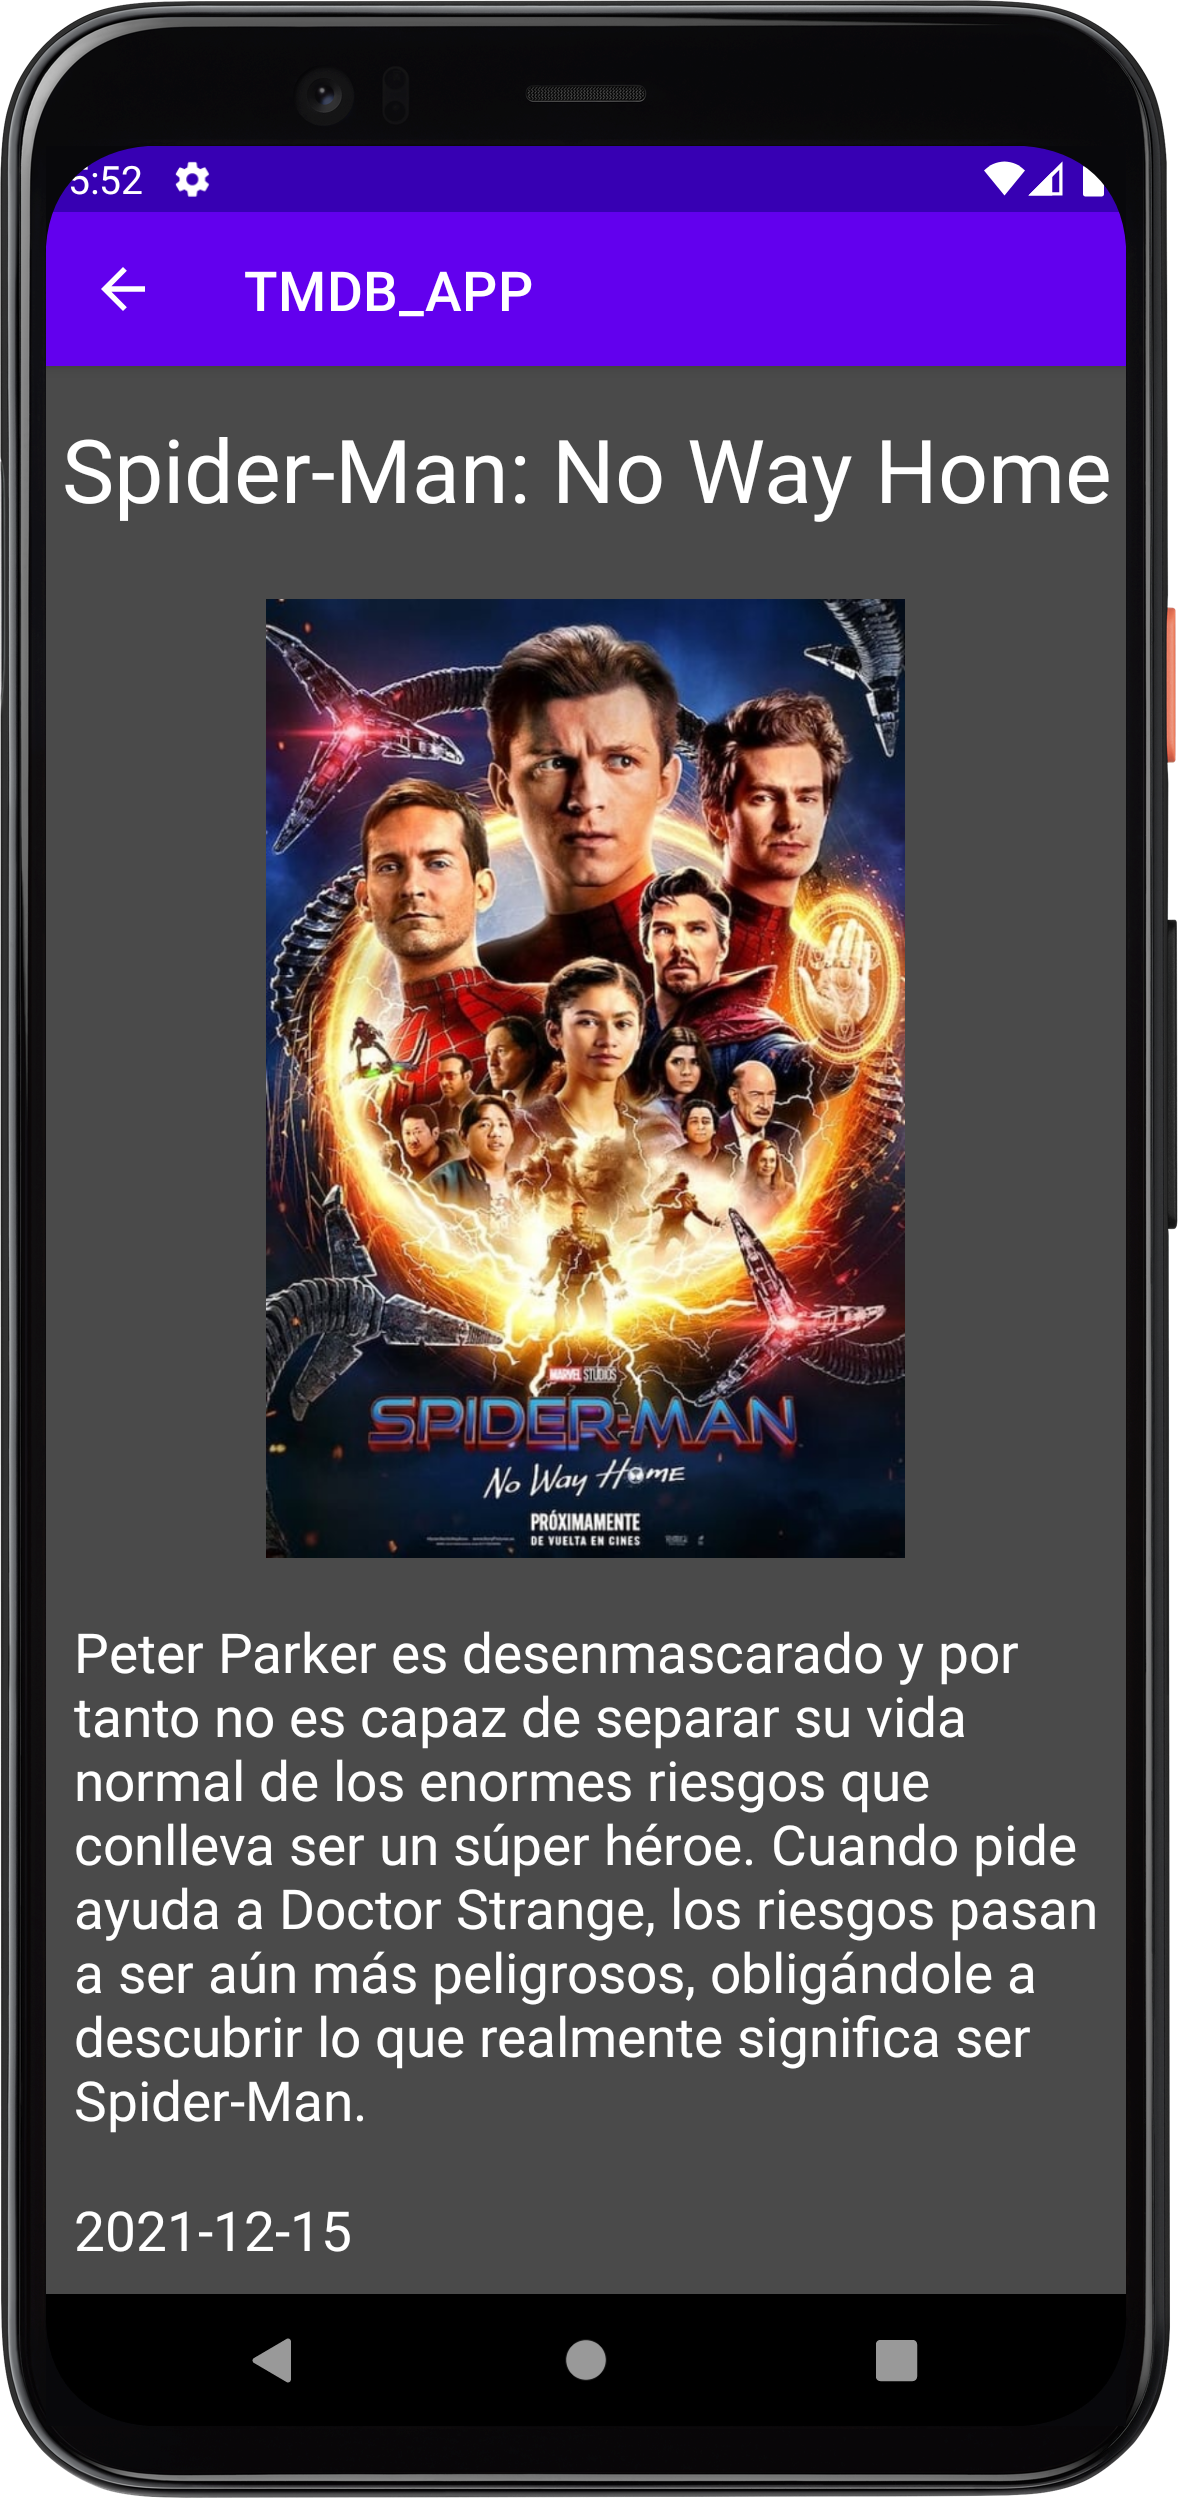 5:52
TMDB_APP
Spider-Man: No Way Home
MARVEL STUDIOS
SPIDER-MAN
No Way Home
PRÓXIMAMENTE
DE VUELTA EN CINES
Peter Parker es desenmascarado y por
tanto no es capaz de separar su vida
normal de los enormes riesgos que
conlleva ser un súper héroe. Cuando pide
ayuda a Doctor Strange, los riesgos pasan
a ser aún más peligrosos, obligándole a
descubrir lo que realmente significa ser
Spider-Man.
2021-12-15